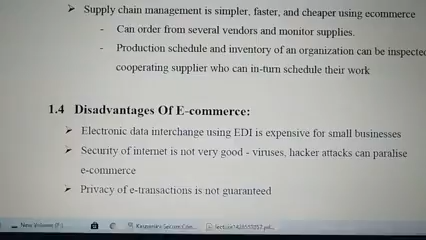 ➢ Supply chain management is simpler, faster, and cheaper using ecommerce
- Can order from several vendors and monitor supplies.
- Production schedule and inventory of an organization can be inspected
cooperating supplier who can in-turn schedule their work
1.4 Disadvantages Of E-commerce:
➢ Electronic data interchange using EDI is expensive for small businesses
➢ Security of internet is not very good - viruses, hacker attacks can paralise
e-commerce
➢ Privacy of e-transactions is not guaranteed
New Volume (F:)